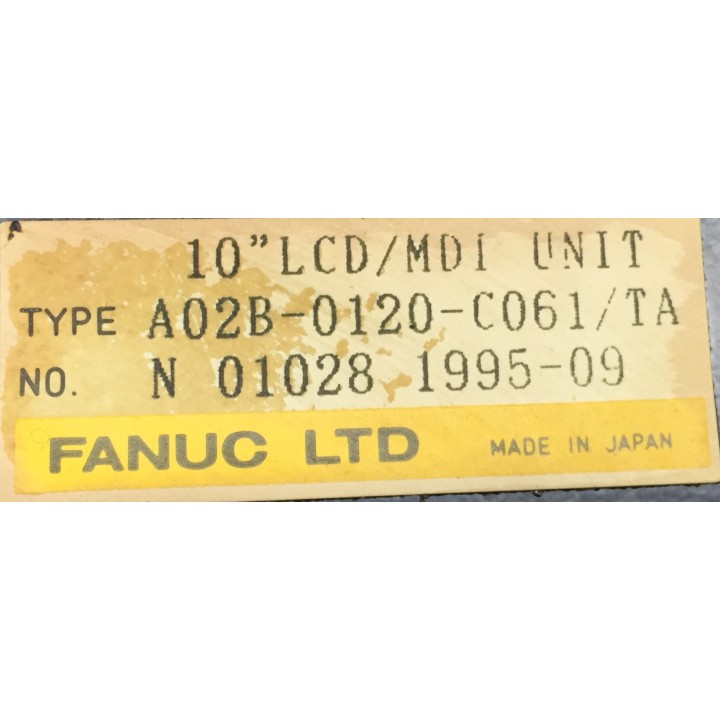 10"LCD/MDI UNIT
TYPE A02B-0120-C061/TA
NO. N 01028 1995-09
FANUC LTD MADE IN JAPAN